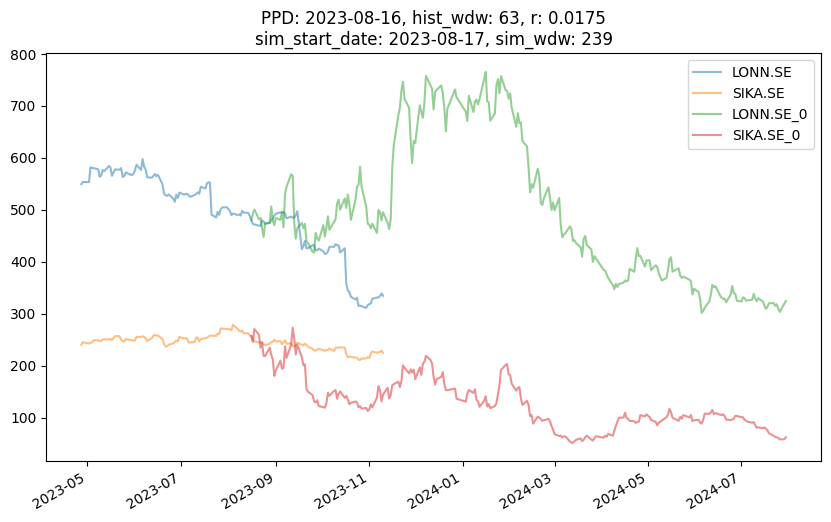 PPD: 2023-08-16, hist_wdw: 63, r: 0.0175
sim_start_date: 2023-08-17, sim_wdw: 239
800
700
600
500
400
300
200
100
LONN.SE
SIKA.SE
LONN.SE_0
SIKA.SE_0
2023-05
2023-07
2023-09
2023-11
2024-01
2024-03
2024-05
2024-07